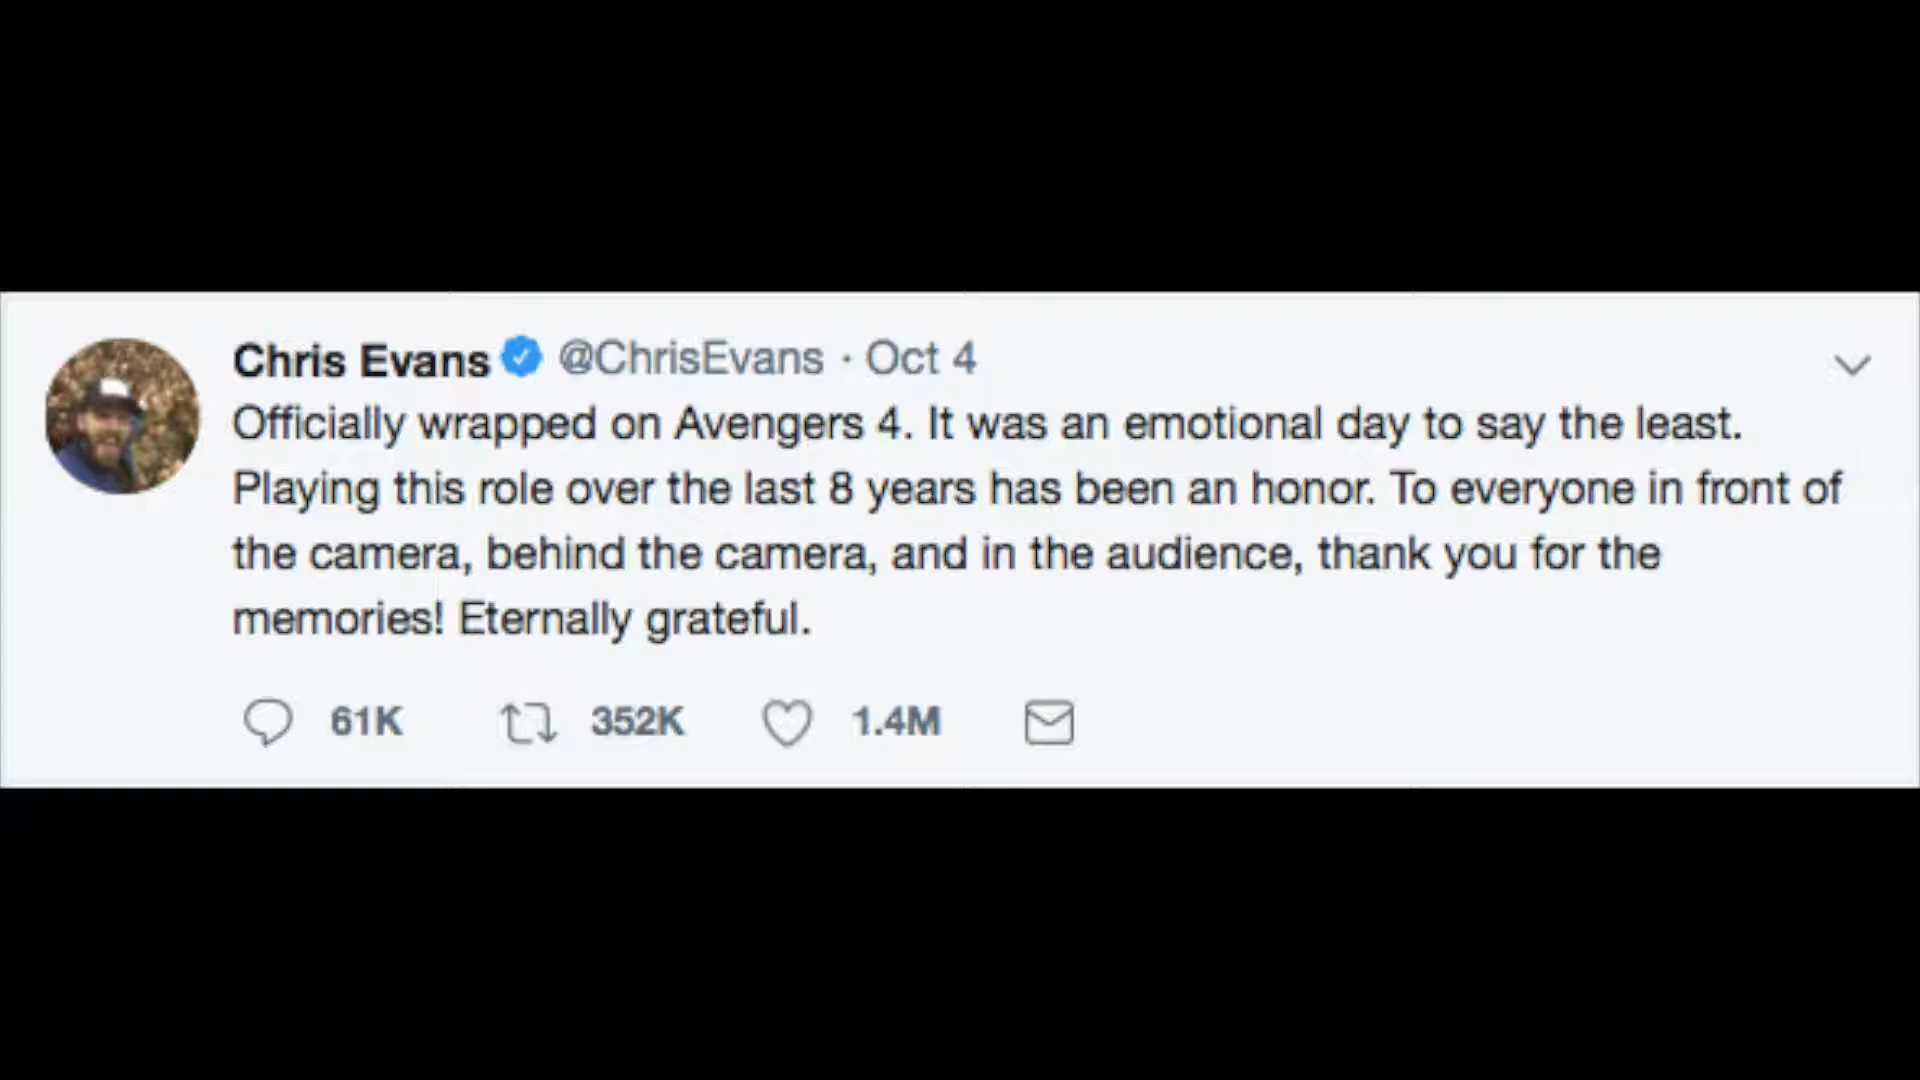 Chris Evans @ChrisEvans · Oct 4
Officially wrapped on Avengers 4. It was an emotional day to say the least.
Playing this role over the last 8 years has been an honor. To everyone in front of
the camera, behind the camera, and in the audience, thank you for the
memories! Eternally grateful.
61K 352K 1.4M